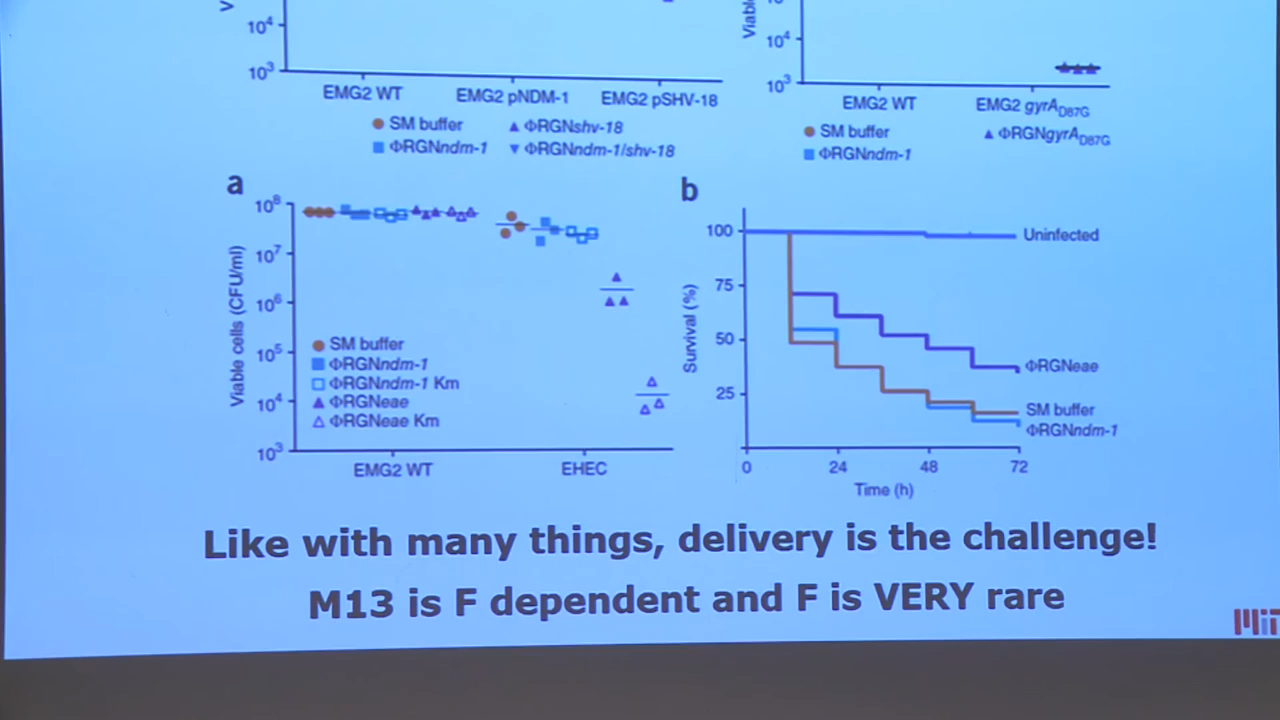 10⁴
10³
EMG2 WT EMG2 pNDM-1 EMG2 pSHV-18
SM buffer ΦRGNshv-18
ΦRGNndm-1 ΦRGNndm-1/shv-18
10⁴
10³
EMG2 WT EMG2 gyrA_D87G
SM buffer ΦRGNgyrA_D87G
ΦRGNndm-1
a
Viable cells (CFU/ml)
10⁸
10⁷
10⁶
10⁵
10⁴
10³
SM buffer
ΦRGNndm-1
ΦRGNndm-1 Km
ΦRGNeae
ΦRGNeae Km
EMG2 WT EHEC
b
Survival (%)
100
75
50
25
Uninfected
ΦRGNeae
SM buffer
ΦRGNndm-1
0 24 48 72
Time (h)
Like with many things, delivery is the challenge!
M13 is F dependent and F is VERY rare